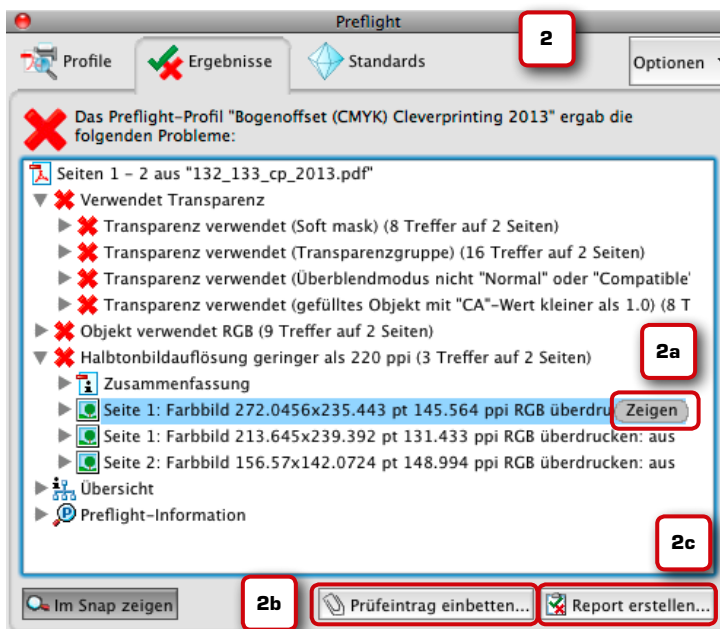 Preflight
2
Profile
Ergebnisse
Standards
Optionen
Das Preflight-Profil "Bogenoffset (CMYK) Cleverprinting 2013" ergab die
folgenden Probleme:
Seiten 1 - 2 aus "132_133_cp_2013.pdf"
Verwendet Transparenz
Transparenz verwendet (Soft mask) (8 Treffer auf 2 Seiten)
Transparenz verwendet (Transparenzgruppe) (16 Treffer auf 2 Seiten)
Transparenz verwendet (Überblendmodus nicht "Normal" oder "Compatible"
Transparenz verwendet (gefülltes Objekt mit "CA"-Wert kleiner als 1.0) (8 T
Objekt verwendet RGB (9 Treffer auf 2 Seiten)
2a
Halbtonbildauflösung geringer als 220 ppi (3 Treffer auf 2 Seiten)
Zusammenfassung
Seite 1: Farbbild 272.0456x235.443 pt 145.564 ppi RGB überdru Zeigen
Seite 1: Farbbild 213.645x239.392 pt 131.433 ppi RGB überdrucken: aus
Seite 2: Farbbild 156.57x142.0724 pt 148.994 ppi RGB überdrucken: aus
Übersicht
Preflight-Information
2c
Im Snap zeigen
2b
Prüfeintrag einbetten...
Report erstellen...